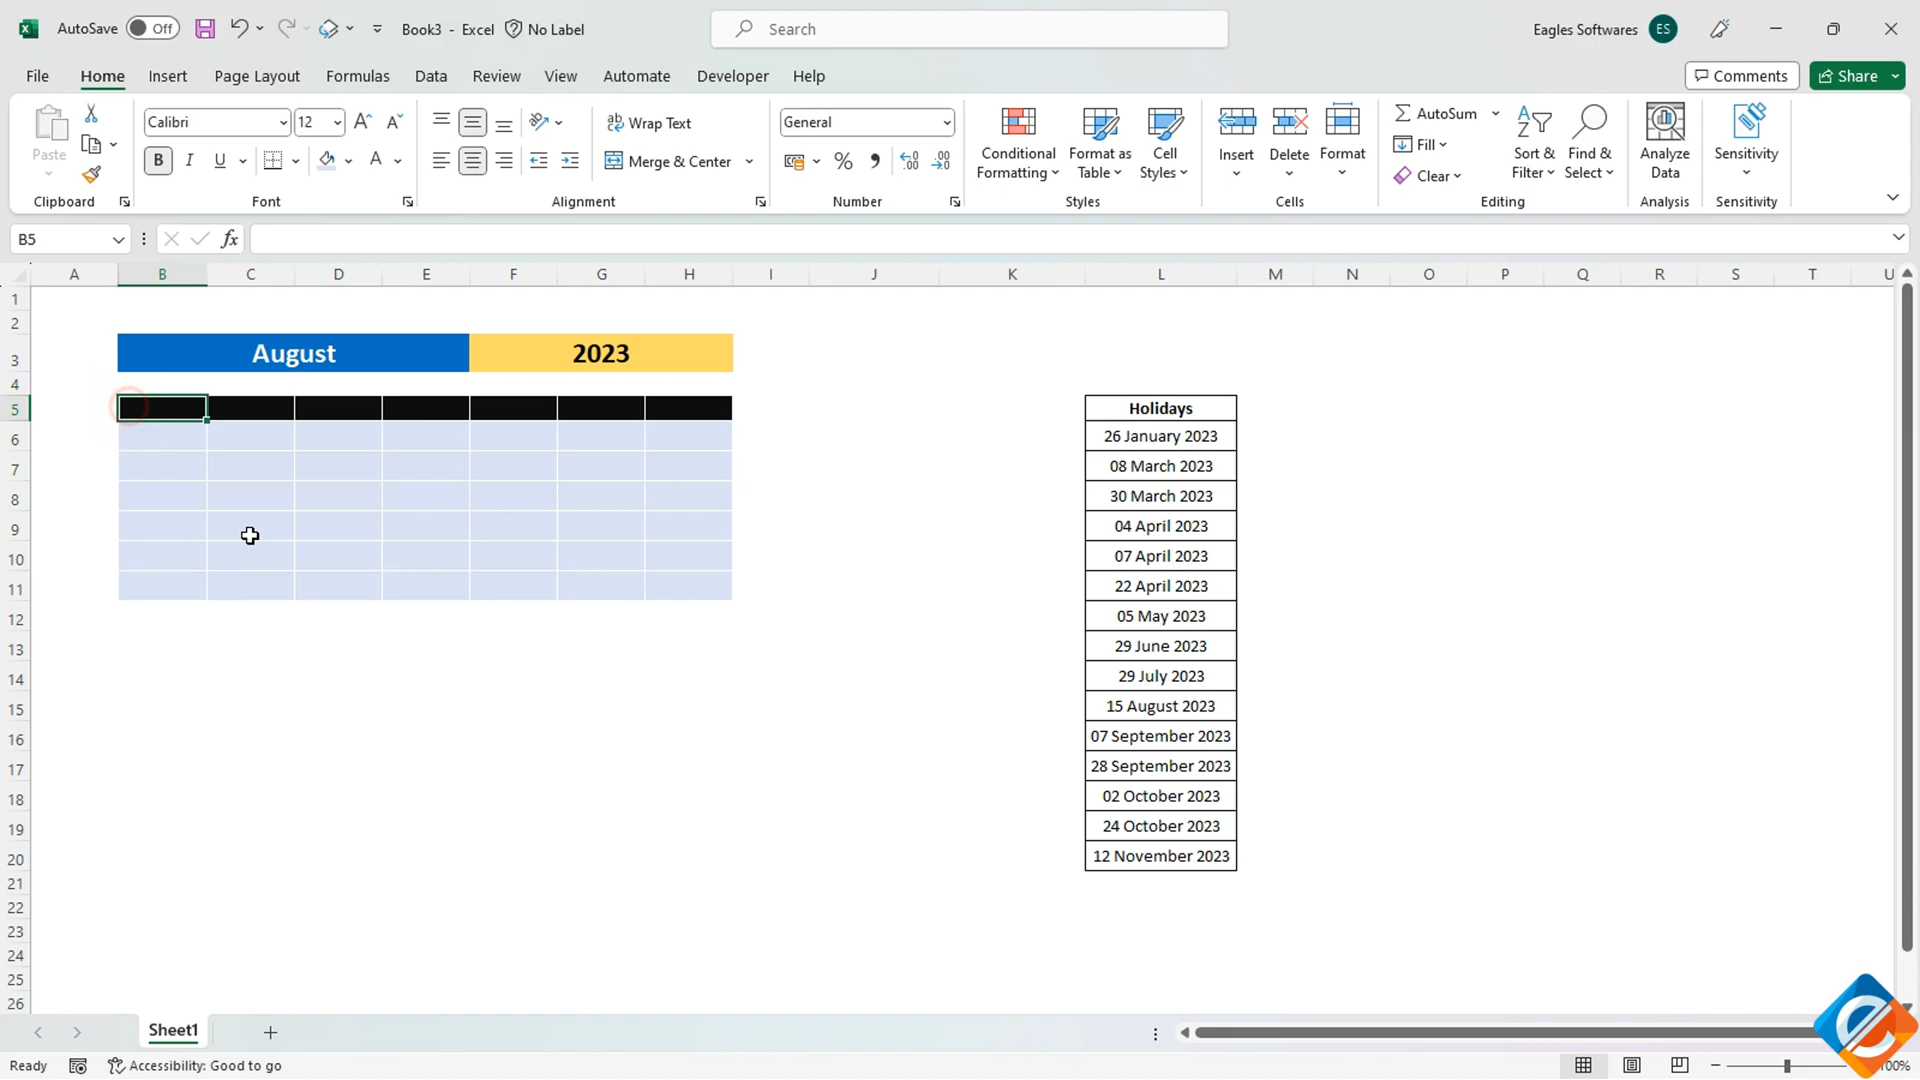 AutoSave Off Book3 - Excel No Label Search Eagles Softwares ES
File Home Insert Page Layout Formulas Data Review View Automate Developer Help Comments Share
Paste Calibri 12 Wrap Text General Conditional Formatting Format as Table Cell Styles Insert Delete Format AutoSum Sort & Filter Find & Select Analyze Data Sensitivity
B I U A Merge & Center % Fill
Clear
Clipboard Font Alignment Number Styles Cells Editing Analysis Sensitivity
B5 fx
A B C D E F G H I J K L M N O P Q R S T U
1
2
3 August 2023
4
5 Holidays
6 26 January 2023
7 08 March 2023
8 30 March 2023
9 04 April 2023
10 07 April 2023
11 22 April 2023
12 05 May 2023
13 29 June 2023
14 29 July 2023
15 15 August 2023
16 07 September 2023
17 28 September 2023
18 02 October 2023
19 24 October 2023
20 12 November 2023
21
22
23
24
25
26
Sheet1
Ready Accessibility: Good to go